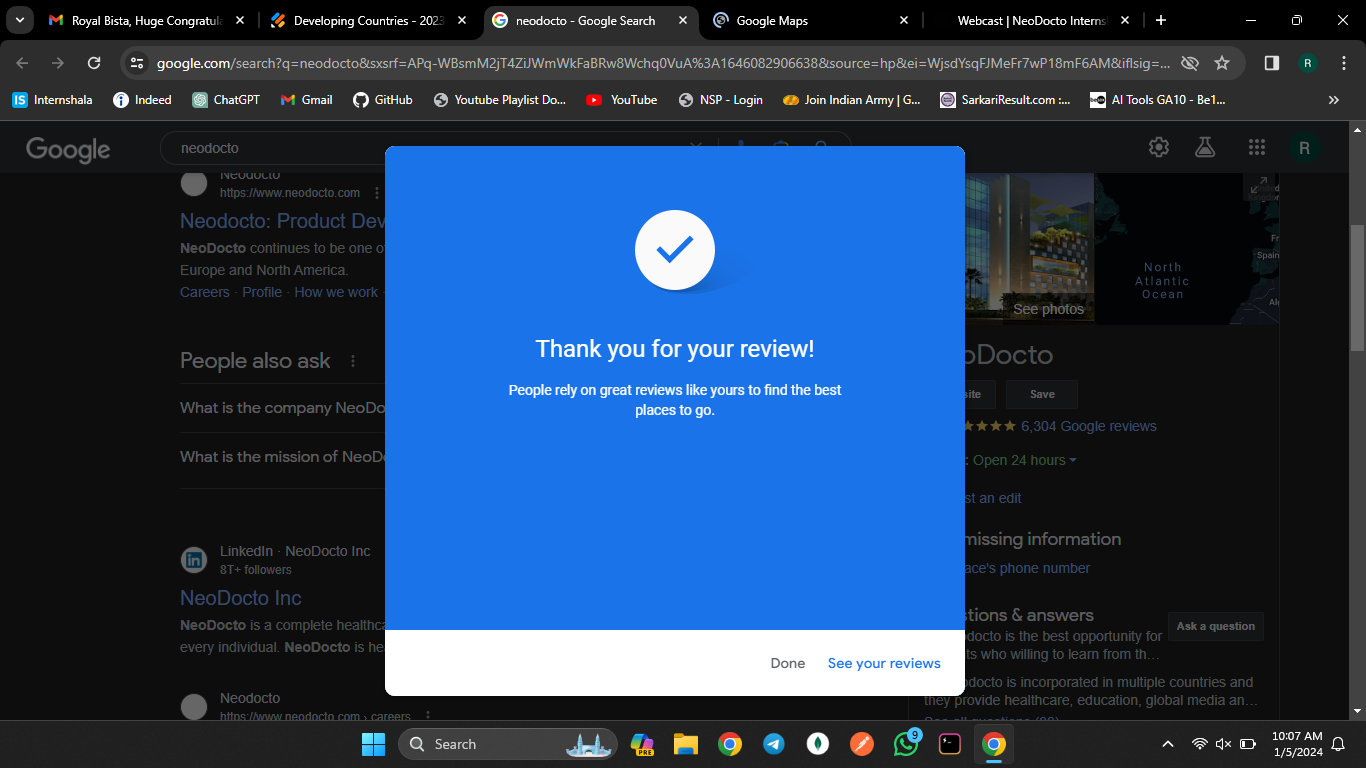 Royal Bista, Huge Congratula
Developing Countries - 2023
neodocto - Google Search
Google Maps
Webcast | NeoDocto Interns
google.com/search?q=neodocto&sxsrf=APq-WBsmM2jT4ZiJWmWkFaBRw8Wchq0VuA%3A1646082906638&source=hp&ei=WjsdYsqFJMeFr7wP18mF6AM&iflsig=...
R
IS Internshala
Indeed
ChatGPT
Gmail
GitHub
Youtube Playlist Do...
YouTube
NSP - Login
Join Indian Army | G...
SarkariResult.com :...
AI Tools GA10 - Be1...
Google
neodocto
R
Neodocto
https://www.neodocto.com
Neodocto: Product Dev
NeoDocto continues to be one o
Europe and North America.
Careers · Profile · How we work ·
People also ask
What is the company NeoDo
What is the mission of NeoD
LinkedIn · NeoDocto Inc
8T+ followers
NeoDocto Inc
NeoDocto is a complete healthca
every individual. NeoDocto is he
Neodocto
https://www.neodocto.com › careers
Thank you for your review!
People rely on great reviews like yours to find the best
places to go.
Done
See your reviews
See photos
North
Atlantic
Ocean
Fr
Spain
Al
oDocto
site
Save
6,304 Google reviews
: Open 24 hours
st an edit
missing information
ace's phone number
stions & answers
Ask a question
docto is the best opportunity for
ts who willing to learn from th...
docto is incorporated in multiple countries and
they provide healthcare, education, global media an...
Search
PRE
9
10:07 AM
1/5/2024